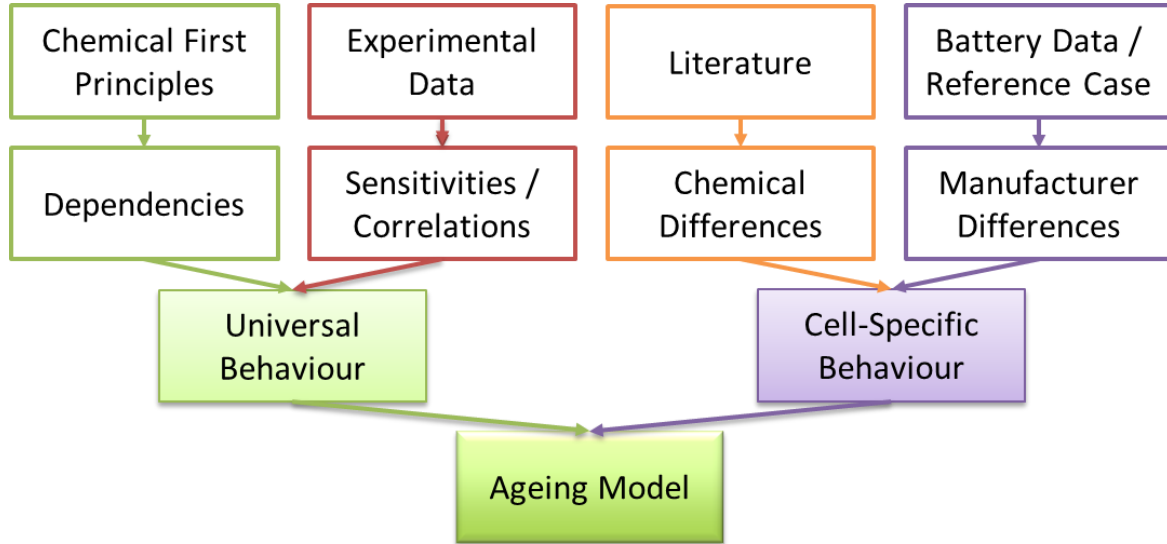 Chemical First
Principles
Experimental
Data
Literature
Battery Data /
Reference Case
Dependencies
Sensitivities /
Correlations
Chemical
Differences
Manufacturer
Differences
Universal
Behaviour
Cell-Specific
Behaviour
Ageing Model